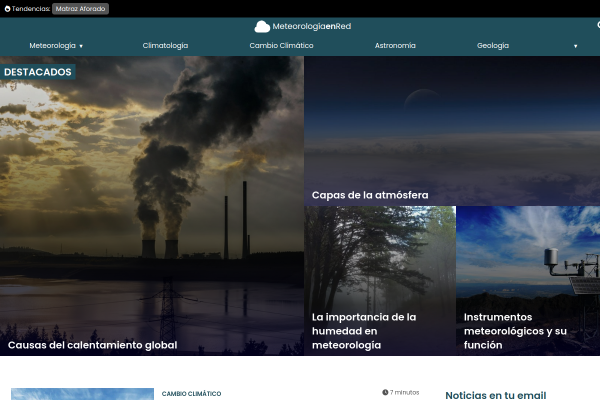 Tendencias: Matraz Aforado
MeteorologíaenRed
Meteorología
Climatología
Cambio Climático
Astronomía
Geología
DESTACADOS
Capas de la atmósfera
Causas del calentamiento global
La importancia de la
humedad en
meteorología
Instrumentos
meteorológicos y su
función
CAMBIO CLIMÁTICO
7 minutos
Noticias en tu email